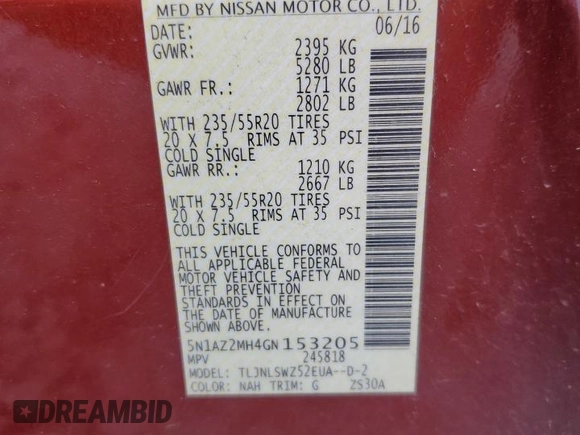 MFD BY NISSAN MOTOR CO., LTD.
DATE: 06/16
GVWR: 2395 KG
5280 LB
GAWR FR.: 1271 KG
2802 LB
WITH 235/55R20 TIRES
20 X 7.5 RIMS AT 35 PSI
COLD SINGLE
GAWR RR.: 1210 KG
2667 LB
WITH 235/55R20 TIRES
20 X 7.5 RIMS AT 35 PSI
COLD SINGLE
THIS VEHICLE CONFORMS TO
ALL APPLICABLE FEDERAL
MOTOR VEHICLE SAFETY AND
THEFT PREVENTION
STANDARDS IN EFFECT ON
THE DATE OF MANUFACTURE
SHOWN ABOVE.
5N1AZ2MH4GN153205
MPV 245818
MODEL: TLJNLSWZ52EUA--D-2
COLOR: NAH TRIM: G ZS30A
DREAMBID